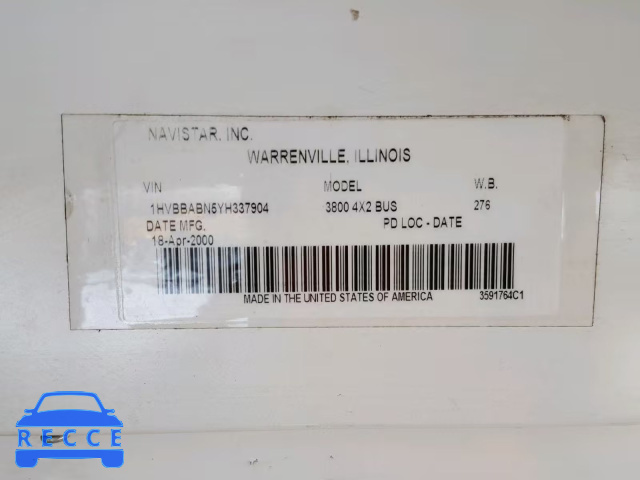 NAVISTAR, INC.
WARRENVILLE, ILLINOIS
VIN MODEL W.B.
1HVBBABN5YH337904 3800 4X2 BUS 276
DATE MFG. PD LOC - DATE
18-Apr-2000
MADE IN THE UNITED STATES OF AMERICA 3591764C1
RECCE